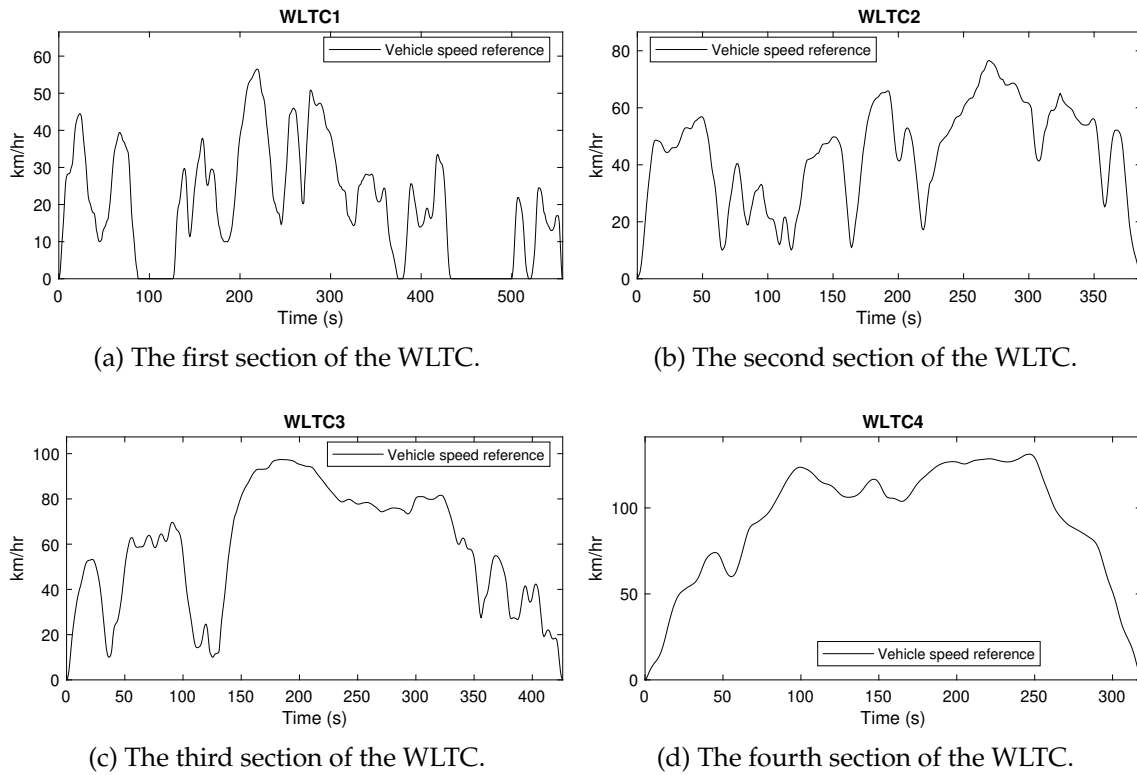 WLTC1
Vehicle speed reference
km/hr
60
50
40
30
20
10
0
0 100 200 300 400 500
Time (s)
(a) The first section of the WLTC.
WLTC2
Vehicle speed reference
km/hr
80
60
40
20
0
0 50 100 150 200 250 300 350
Time (s)
(b) The second section of the WLTC.
WLTC3
Vehicle speed reference
km/hr
100
80
60
40
20
0
0 50 100 150 200 250 300 350 400
Time (s)
(c) The third section of the WLTC.
WLTC4
km/hr
100
50
0
Vehicle speed reference
0 50 100 150 200 250 300
Time (s)
(d) The fourth section of the WLTC.